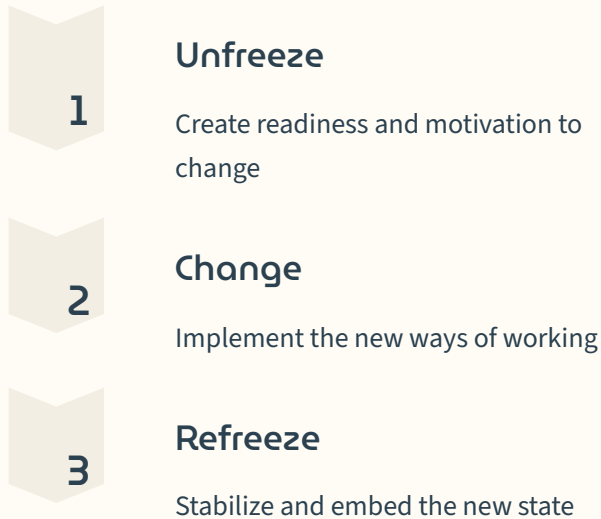 Unfreeze
1
Create readiness and motivation to
change
Change
2
Implement the new ways of working
Refreeze
3
Stabilize and embed the new state